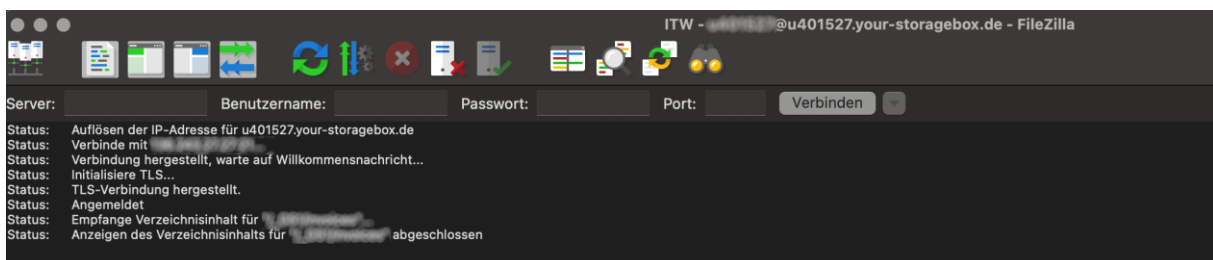 ITW - @u401527.your-storagebox.de - FileZilla
Server: Benutzername: Passwort: Port: Verbinden
Status: Auflösen der IP-Adresse für u401527.your-storagebox.de
Status: Verbinde mit
Status: Verbindung hergestellt, warte auf Willkommensnachricht...
Status: Initialisiere TLS...
Status: TLS-Verbindung hergestellt.
Status: Angemeldet
Status: Empfange Verzeichnisinhalt für
Status: Anzeigen des Verzeichnisinhalts für abgeschlossen